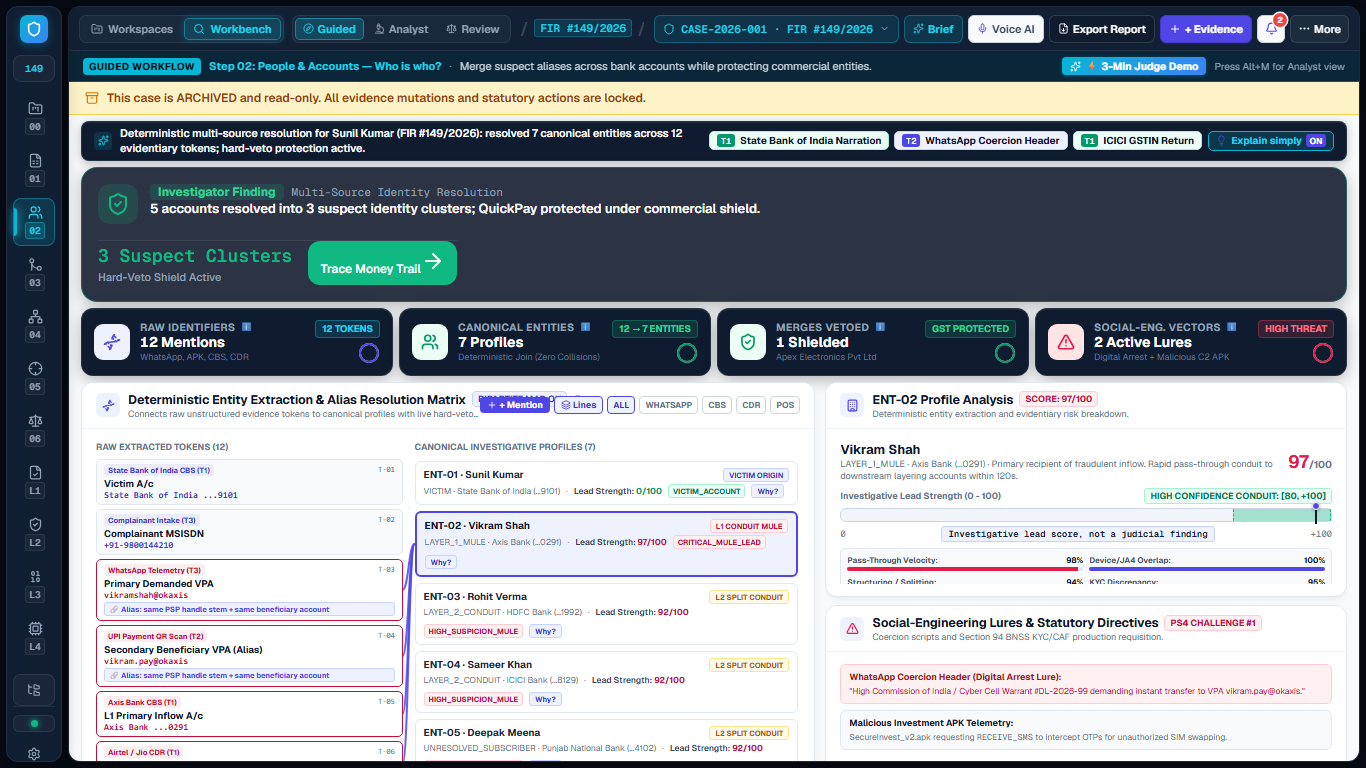 Workspaces
Workbench
Guided
Analyst
Review
/
FIR #149/2026
/
CASE-2026-001 · FIR #149/2026
Brief
Voice AI
Export Report
+ Evidence
2
More
149
00
01
02
03
04
05
06
L1
L2
L3
L4
GUIDED WORKFLOW
Step 02: People & Accounts — Who is who?
· Merge suspect aliases across bank accounts while protecting commercial entities.
3-Min Judge Demo
Press Alt+M for Analyst view
This case is ARCHIVED and read-only. All evidence mutations and statutory actions are locked.
Deterministic multi-source resolution for Sunil Kumar (FIR #149/2026): resolved 7 canonical entities across 12
evidentiary tokens; hard-veto protection active.
T1 State Bank of India Narration
T2 WhatsApp Coercion Header
T1 ICICI GSTIN Return
Explain simply ON
Investigator Finding
Multi-Source Identity Resolution
5 accounts resolved into 3 suspect identity clusters; QuickPay protected under commercial shield.
3 Suspect Clusters
Hard-Veto Shield Active
Trace Money Trail
RAW IDENTIFIERS
12 TOKENS
12 Mentions
WhatsApp, APK, CBS, CDR
CANONICAL ENTITIES
12 → 7 ENTITIES
7 Profiles
Deterministic Join (Zero Collisions)
MERGES VETOED
GST PROTECTED
1 Shielded
Apex Electronics Pvt Ltd
SOCIAL-ENG. VECTORS
HIGH THREAT
2 Active Lures
Digital Arrest + Malicious C2 APK
Deterministic Entity Extraction & Alias Resolution Matrix
Connects raw unstructured evidence tokens to canonical profiles with live hard-veto...
+ Mention
Lines
ALL
WHATSAPP
CBS
CDR
POS
RAW EXTRACTED TOKENS (12)
State Bank of India CBS (T1)
T-01
Victim A/c
State Bank of India ...9101
Complainant Intake (T3)
T-02
Complainant MSISDN
+91-9800144210
WhatsApp Telemetry (T3)
T-03
Primary Demanded VPA
vikramshah@okaxis
Alias: same PSP handle stem + same beneficiary account
UPI Payment QR Scan (T2)
T-04
Secondary Beneficiary VPA (Alias)
vikram.pay@okaxis
Alias: same PSP handle stem + same beneficiary account
Axis Bank CBS (T1)
T-05
L1 Primary Inflow A/c
Axis Bank ...0291
Airtel / Jio CDR (T1)
T-06
CANONICAL INVESTIGATIVE PROFILES (7)
ENT-01 · Sunil Kumar
VICTIM ORIGIN
VICTIM · State Bank of India (...9101) · Lead Strength: 0/100
VICTIM_ACCOUNT
Why?
ENT-02 · Vikram Shah
L1 CONDUIT MULE
LAYER_1_MULE · Axis Bank (...0291) · Lead Strength: 97/100
CRITICAL_MULE_LEAD
Why?
ENT-03 · Rohit Verma
L2 SPLIT CONDUIT
LAYER_2_CONDUIT · HDFC Bank (...1992) · Lead Strength: 92/100
HIGH_SUSPICION_MULE
Why?
ENT-04 · Sameer Khan
L2 SPLIT CONDUIT
LAYER_2_CONDUIT · ICICI Bank (...8129) · Lead Strength: 92/100
HIGH_SUSPICION_MULE
Why?
ENT-05 · Deepak Meena
L2 SPLIT CONDUIT
UNRESOLVED_SUBSCRIBER · Punjab National Bank (...4102) · Lead Strength: 92/100
ENT-02 Profile Analysis
SCORE: 97/100
Deterministic entity extraction and evidentiary risk breakdown.
Vikram Shah
LAYER_1_MULE · Axis Bank (...0291) · Primary recipient of fraudulent inflow. Rapid pass-through conduit to
downstream layering accounts within 120s.
97/100
Investigative Lead Strength (0 - 100)
HIGH CONFIDENCE CONDUIT: [80, +100]
0
Investigative lead score, not a judicial finding
+100
Pass-Through Velocity: 98%
Device/JA4 Overlap: 100%
Structuring / Splitting: 94%
KYC Discrepancy: 95%
Social-Engineering Lures & Statutory Directives
PS4 CHALLENGE #1
Coercion scripts and Section 94 BNSS KYC/CAF production requisition.
WhatsApp Coercion Header (Digital Arrest Lure):
"High Commission of India / Cyber Cell Warrant #DL-2026-99 demanding instant transfer to VPA vikram.pay@okaxis."
Malicious Investment APK Telemetry:
SecureInvest_v2.apk requesting RECEIVE_SMS to intercept OTPs for unauthorized SIM swapping.